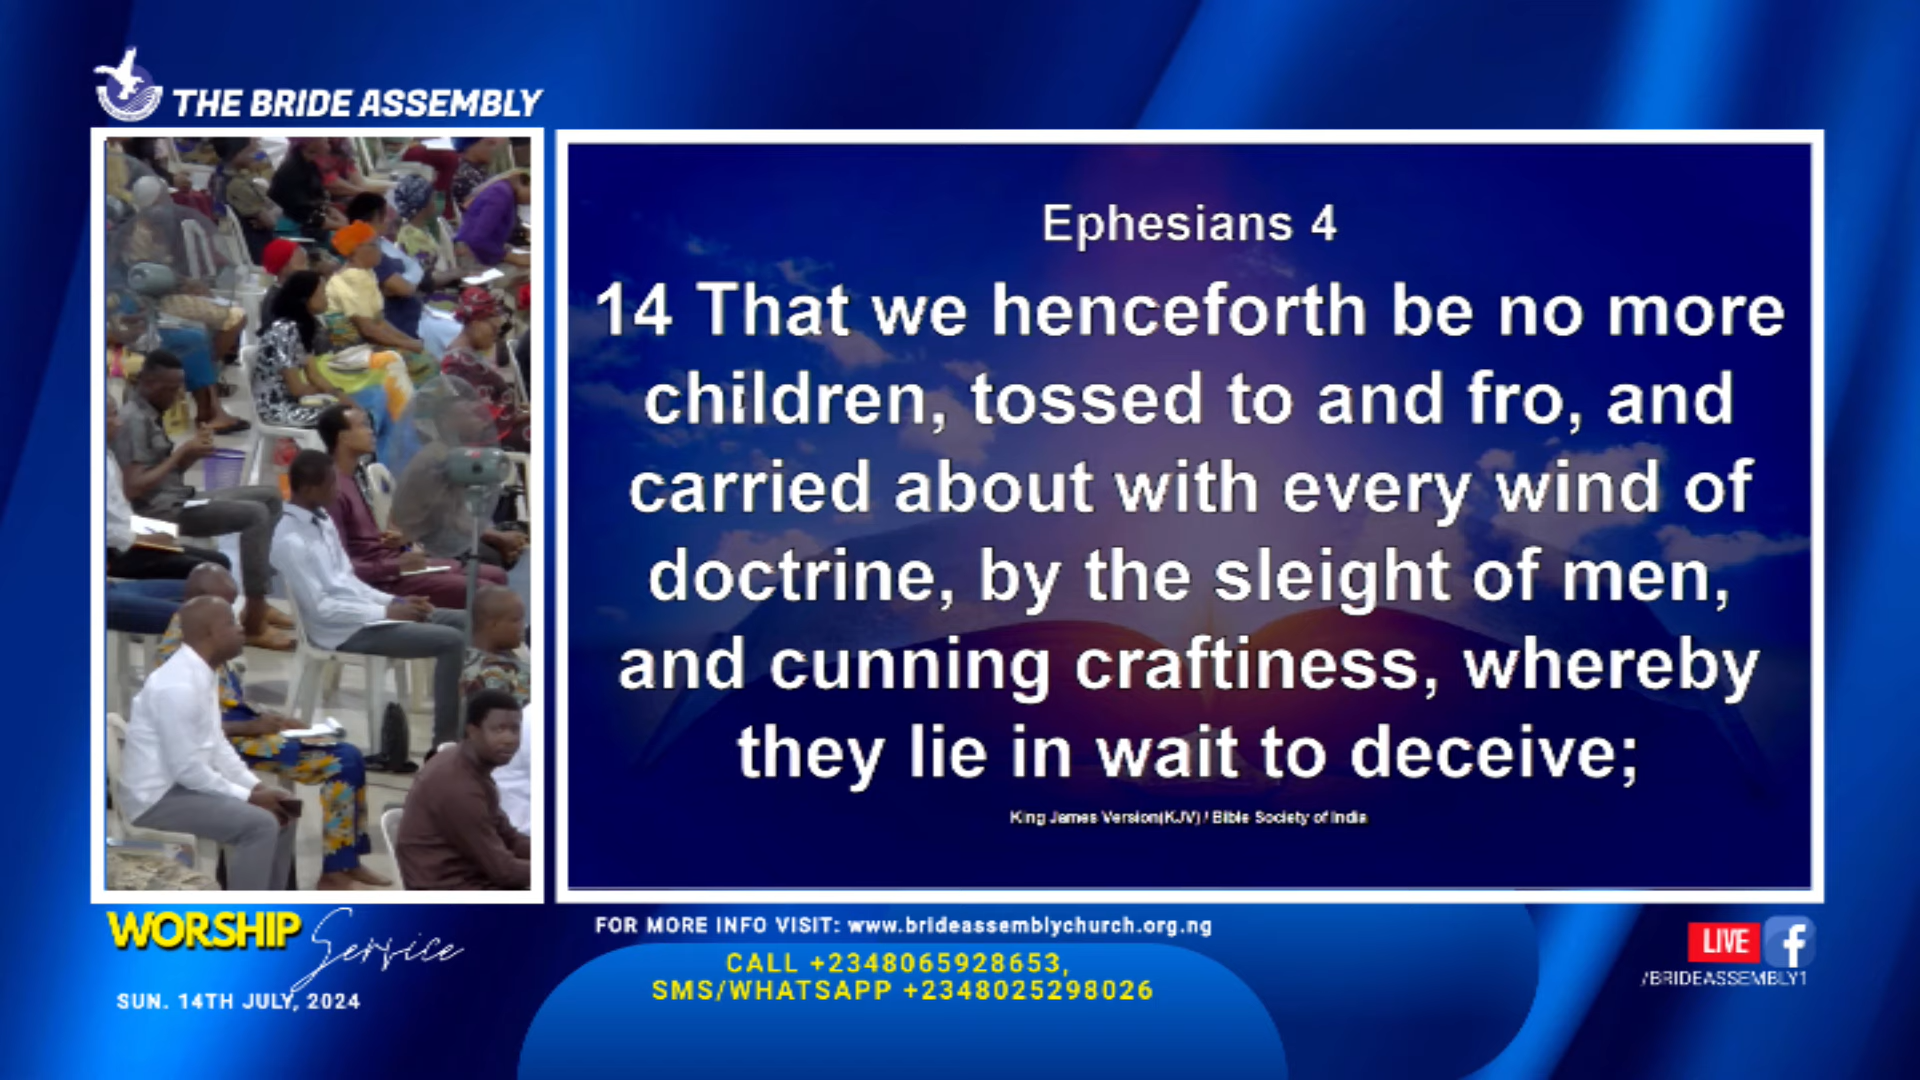 THE BRIDE ASSEMBLY
Ephesians 4
14 That we henceforth be no more
children, tossed to and fro, and
carried about with every wind of
doctrine, by the sleight of men,
and cunning craftiness, whereby
they lie in wait to deceive;
King James Version(KJV) / Bible Society of India
WORSHIP Service
SUN. 14TH JULY, 2024
FOR MORE INFO VISIT: www.brideassemblychurch.org.ng
CALL +2348065928653,
SMS/WHATSAPP +2348025298026
LIVE
/BRIDEASSEMBLY1